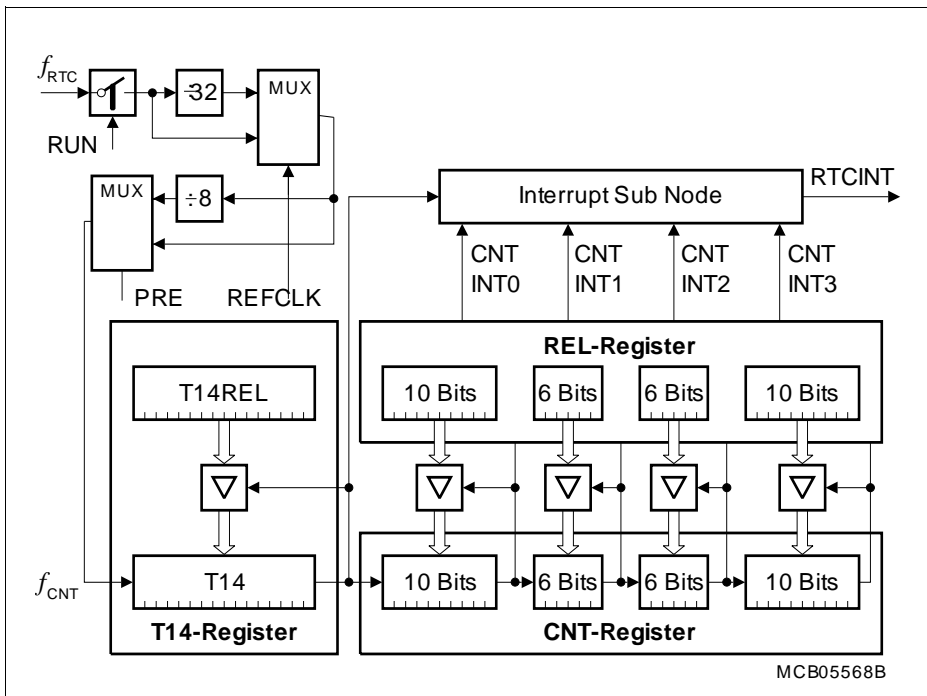 fRTC
RUN
÷32
MUX
MUX
÷8
PRE
REFCLK
Interrupt Sub Node
RTCINT
CNT
INT0
CNT
INT1
CNT
INT2
CNT
INT3
REL-Register
T14REL
10 Bits
6 Bits
6 Bits
10 Bits
fCNT
T14
10 Bits
6 Bits
6 Bits
10 Bits
T14-Register
CNT-Register
MCB05568B